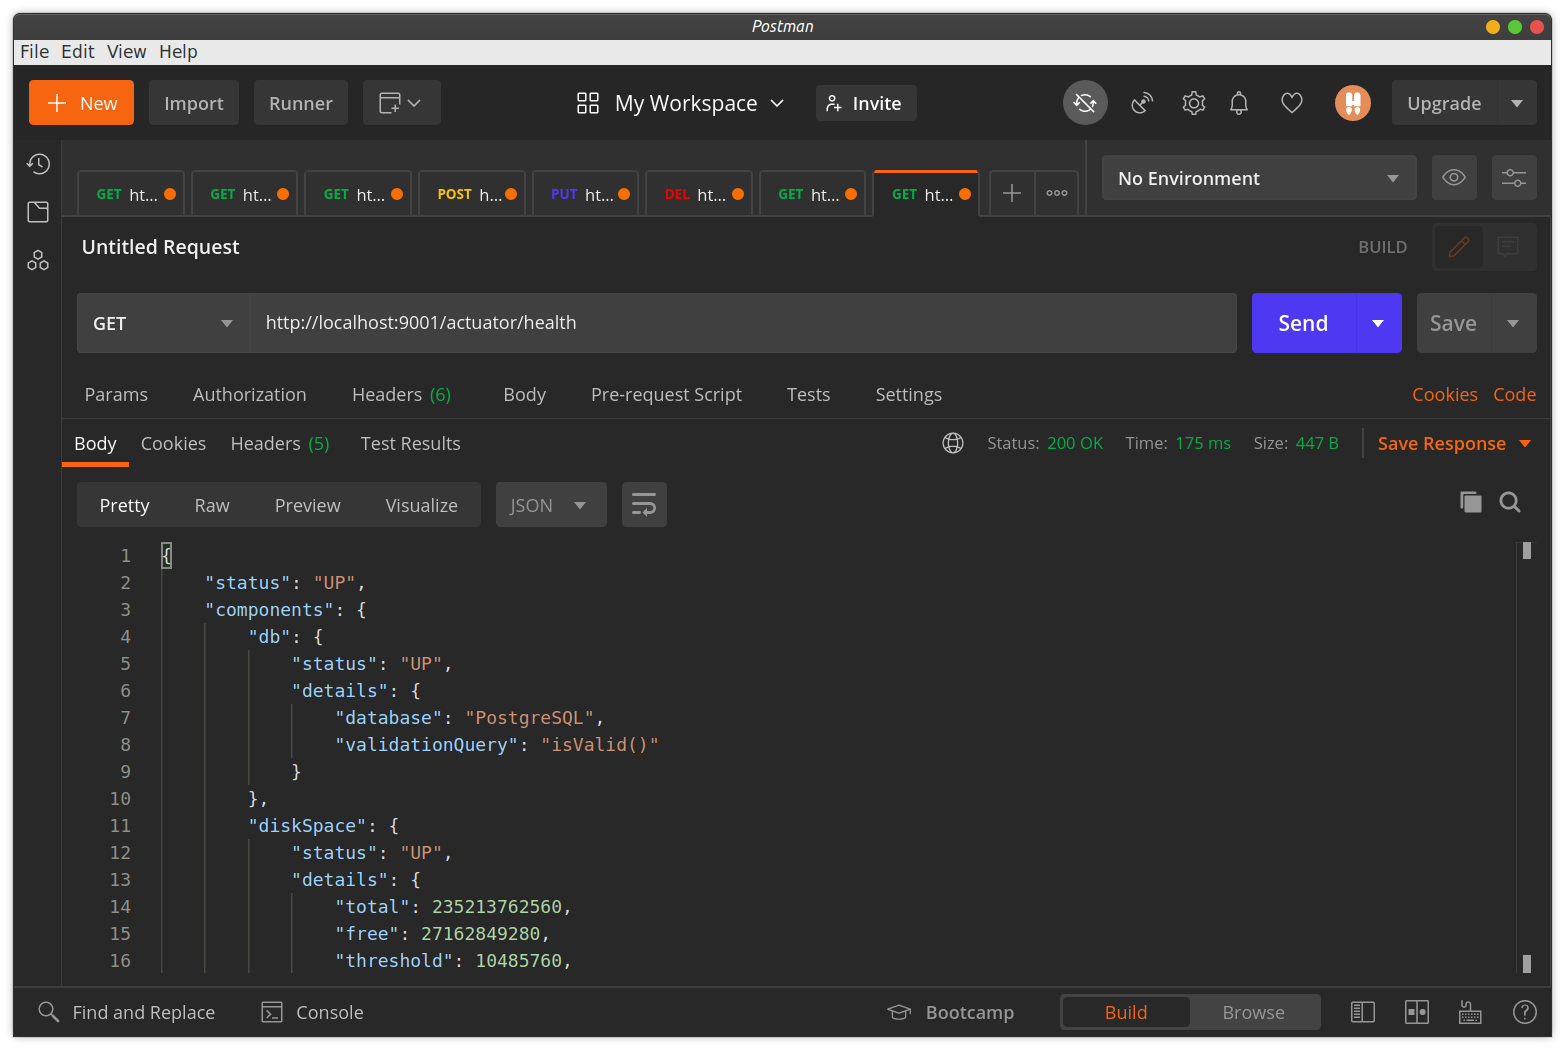 Postman
File Edit View Help
New Import Runner My Workspace Invite Upgrade
GET ht... GET ht... GET ht... POST h... PUT ht... DEL ht... GET ht... GET ht... No Environment
Untitled Request BUILD
GET http://localhost:9001/actuator/health Send Save
Params Authorization Headers (6) Body Pre-request Script Tests Settings Cookies Code
Body Cookies Headers (5) Test Results Status: 200 OK Time: 175 ms Size: 447 B Save Response
Pretty Raw Preview Visualize JSON
1 {
2 "status": "UP",
3 "components": {
4 "db": {
5 "status": "UP",
6 "details": {
7 "database": "PostgreSQL",
8 "validationQuery": "isValid()"
9 }
10 },
11 "diskSpace": {
12 "status": "UP",
13 "details": {
14 "total": 235213762560,
15 "free": 27162849280,
16 "threshold": 10485760,
Find and Replace Console Bootcamp Build Browse